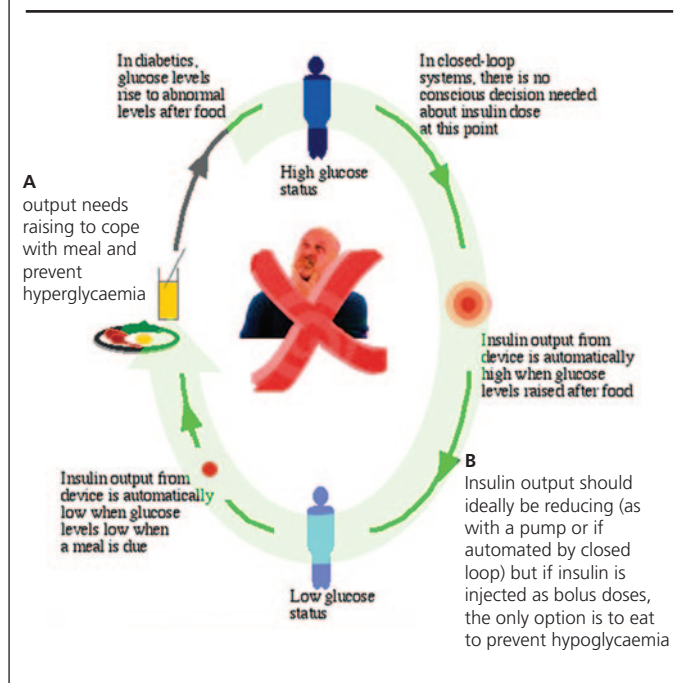 In diabetics,
glucose levels
rise to abnormal
levels after food
In closed-loop
systems, there is no
conscious decision needed
about insulin dose
at this point
High glucose
status
A
output needs
raising to cope
with meal and
prevent
hyperglycaemia
Insulin output from
device is automatically
high when glucose
levels raised after food
B
Insulin output should
ideally be reducing (as
with a pump or if
automated by closed
loop) but if insulin is
injected as bolus doses,
the only option is to eat
to prevent hypoglycaemia
Insulin output from
device is automatically
low when glucose
levels low when
a meal is due
Low glucose
status